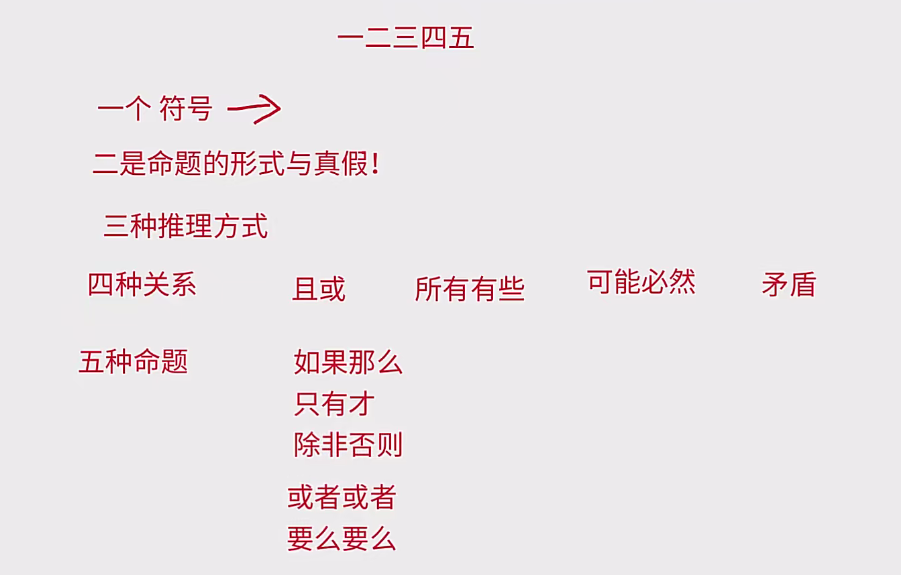 一二三四五
一个 符号 →
二是命题的形式与真假！
三种推理方式
四种关系 且或 所有有些 可能必然 矛盾
五种命题 如果那么
只有才
除非否则
或者或者
要么要么